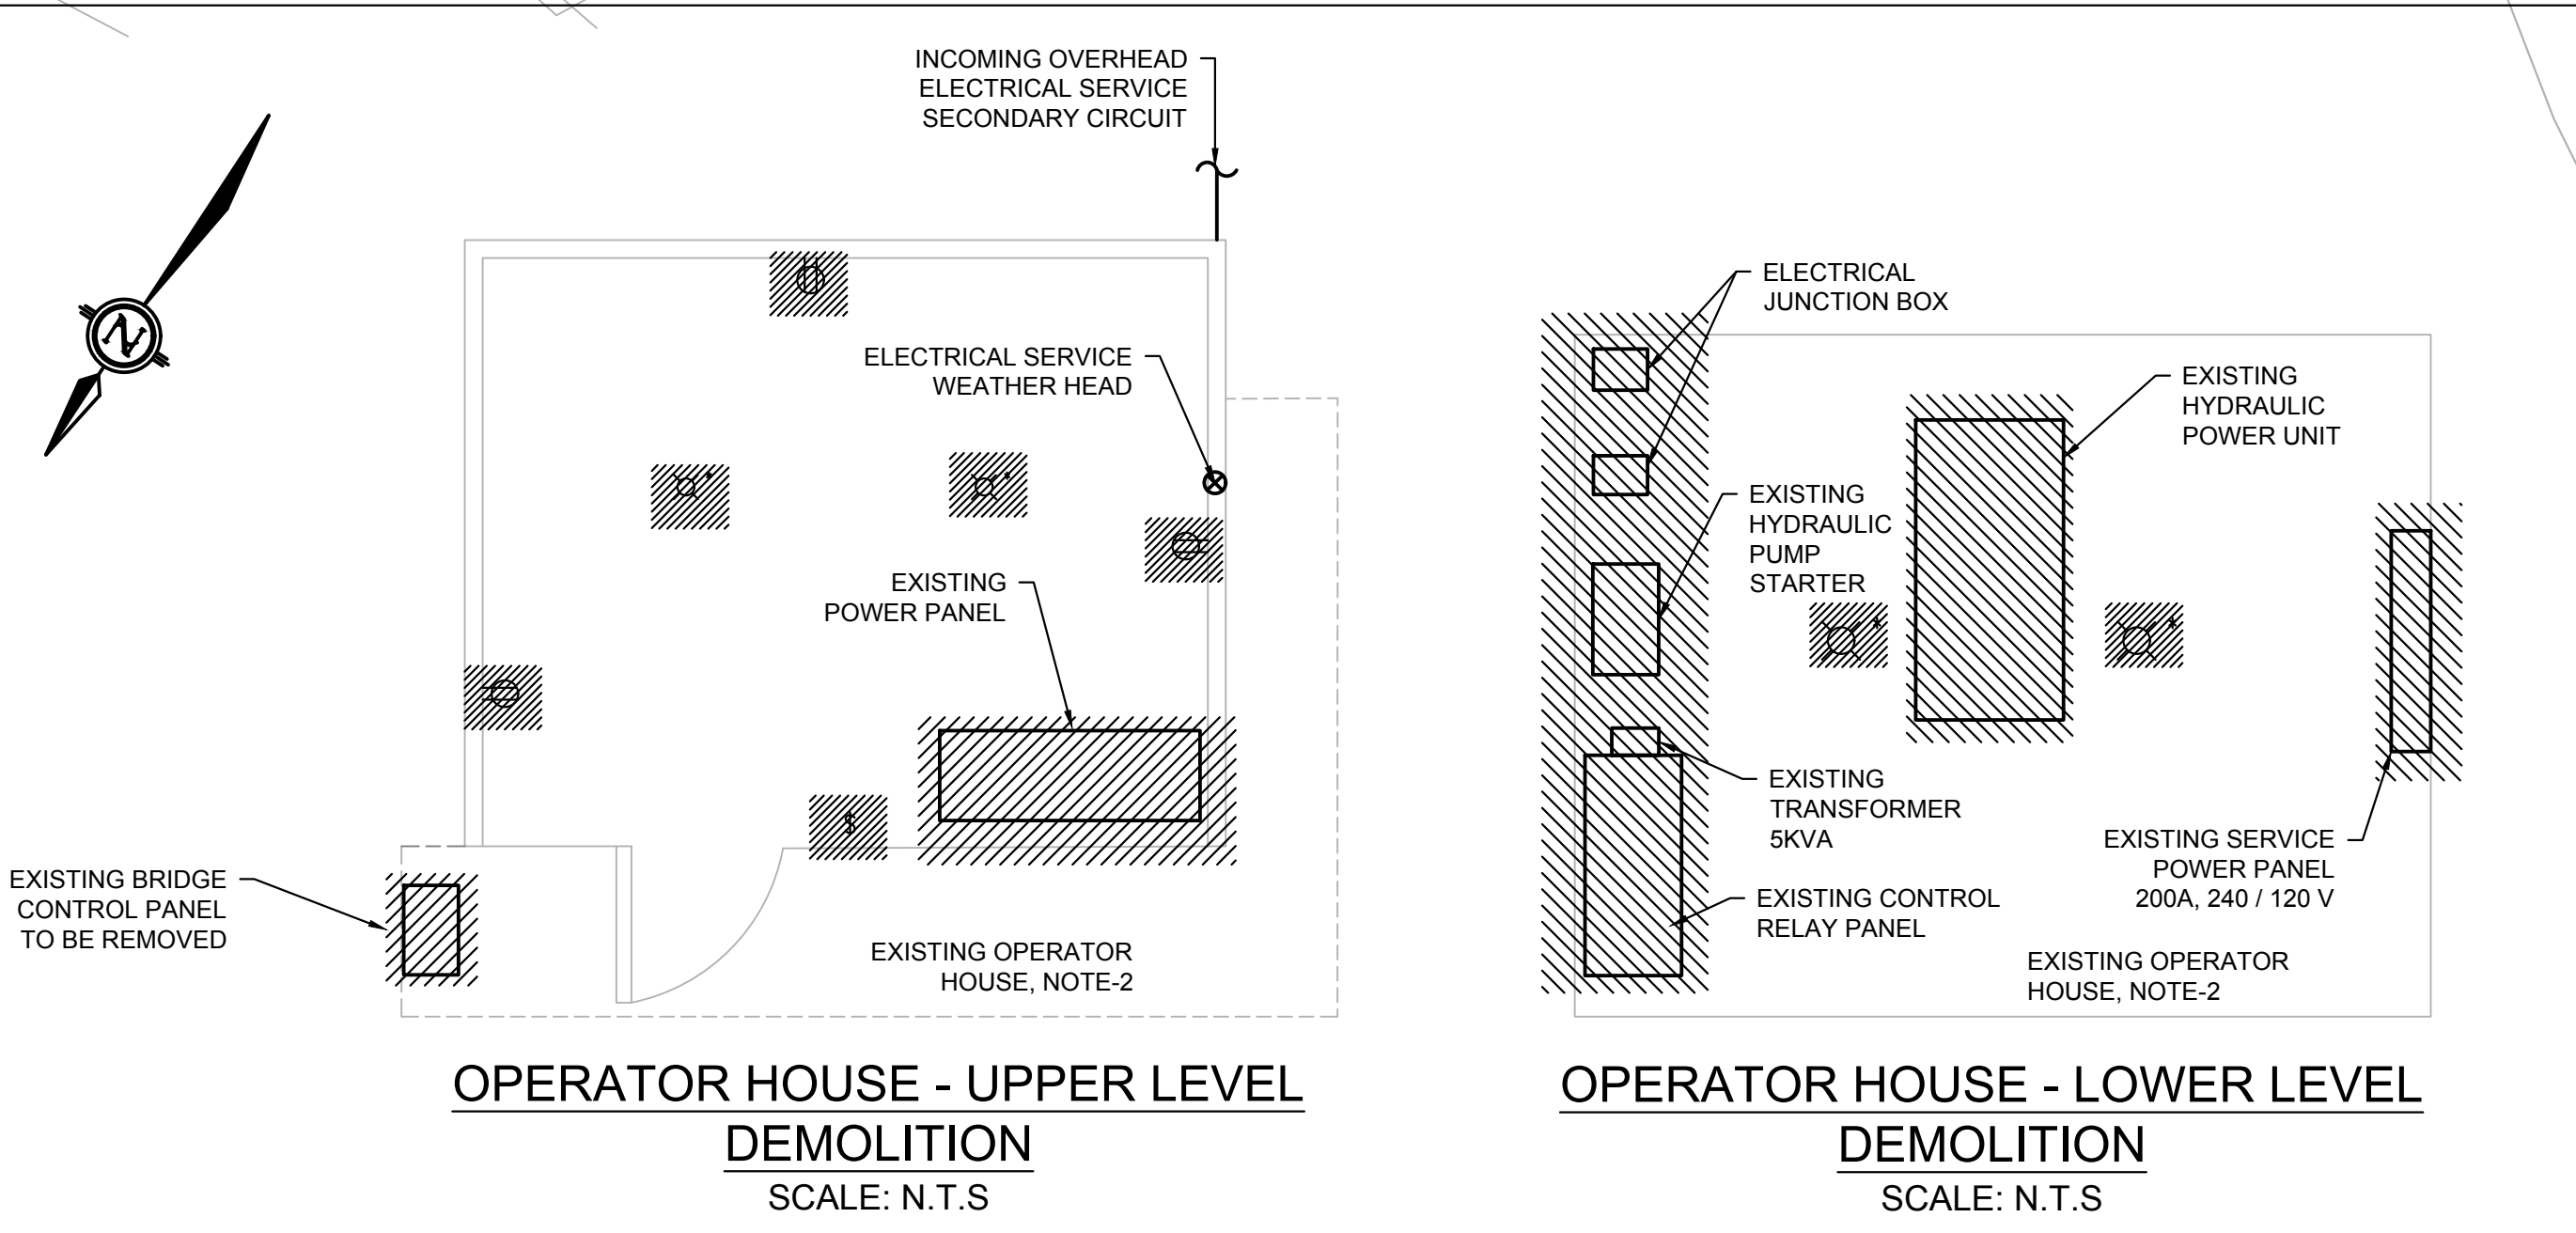 INCOMING OVERHEAD
ELECTRICAL SERVICE
SECONDARY CIRCUIT
N
ELECTRICAL SERVICE
WEATHER HEAD
EXISTING
POWER PANEL
$
EXISTING BRIDGE
CONTROL PANEL
TO BE REMOVED
EXISTING OPERATOR
HOUSE, NOTE-2
OPERATOR HOUSE - UPPER LEVEL
DEMOLITION
SCALE: N.T.S
ELECTRICAL
JUNCTION BOX
EXISTING
HYDRAULIC
POWER UNIT
EXISTING
HYDRAULIC
PUMP
STARTER
EXISTING
TRANSFORMER
5KVA
EXISTING SERVICE
POWER PANEL
200A, 240 / 120 V
EXISTING CONTROL
RELAY PANEL
EXISTING OPERATOR
HOUSE, NOTE-2
OPERATOR HOUSE - LOWER LEVEL
DEMOLITION
SCALE: N.T.S